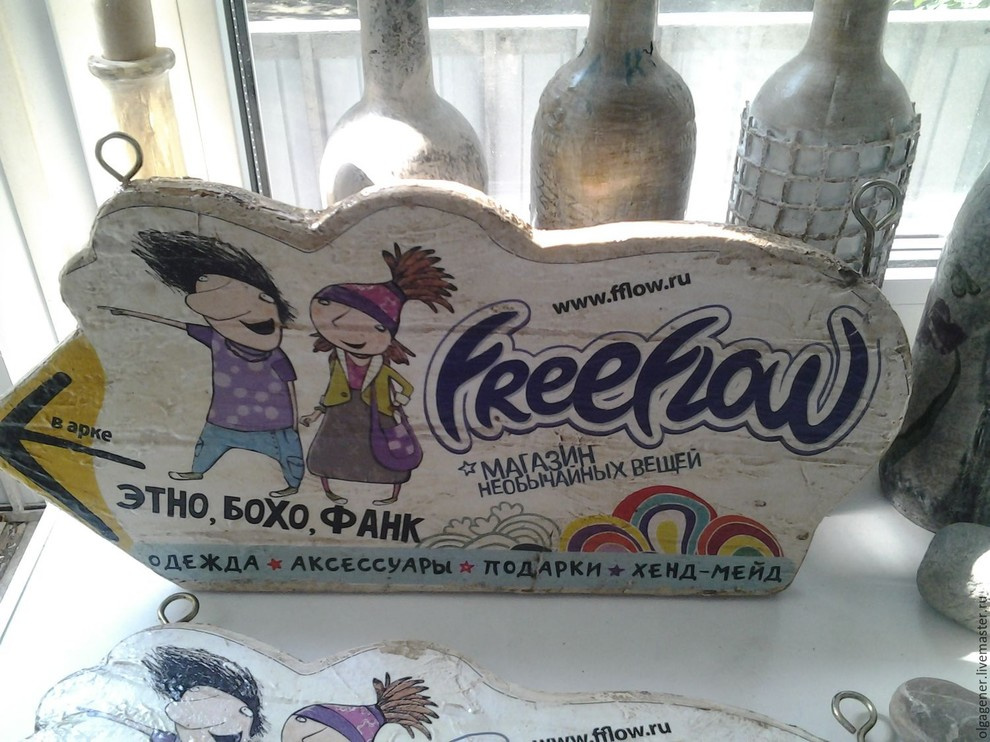 www.fflow.ru
FreeFlow
в арке
МАГАЗИН
НЕОБЫЧАЙНЫХ ВЕЩЕЙ
ЭТНО, БОХО, ФАНК
ОДЕЖДА ★ АКСЕССУАРЫ ★ ПОДАРКИ ★ ХЕНД-МЕЙД
www.fflow.ru
olgagener.livemaster.ru